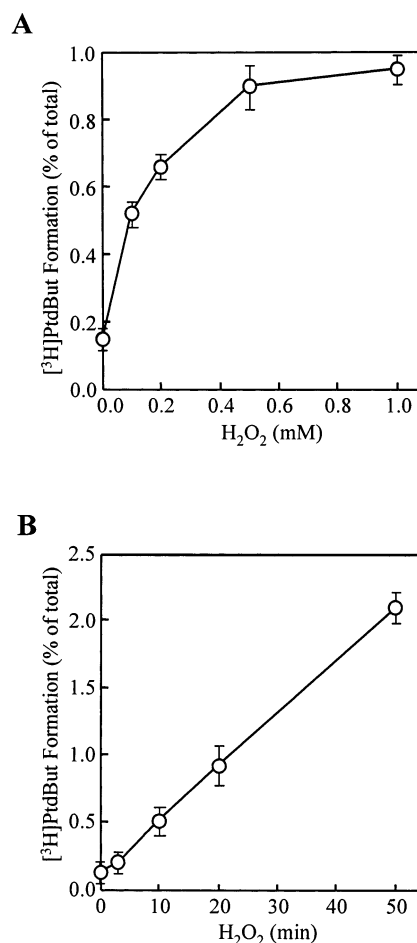 A
[³H]PtdBut Formation (% of total)
1.0
0.8
0.6
0.4
0.2
0.0
0.0 0.2 0.4 0.6 0.8 1.0
H₂O₂ (mM)
B
[³H]PtdBut Formation (% of total)
2.5
2.0
1.5
1.0
0.5
0.0
0 10 20 30 40 50
H₂O₂ (min)